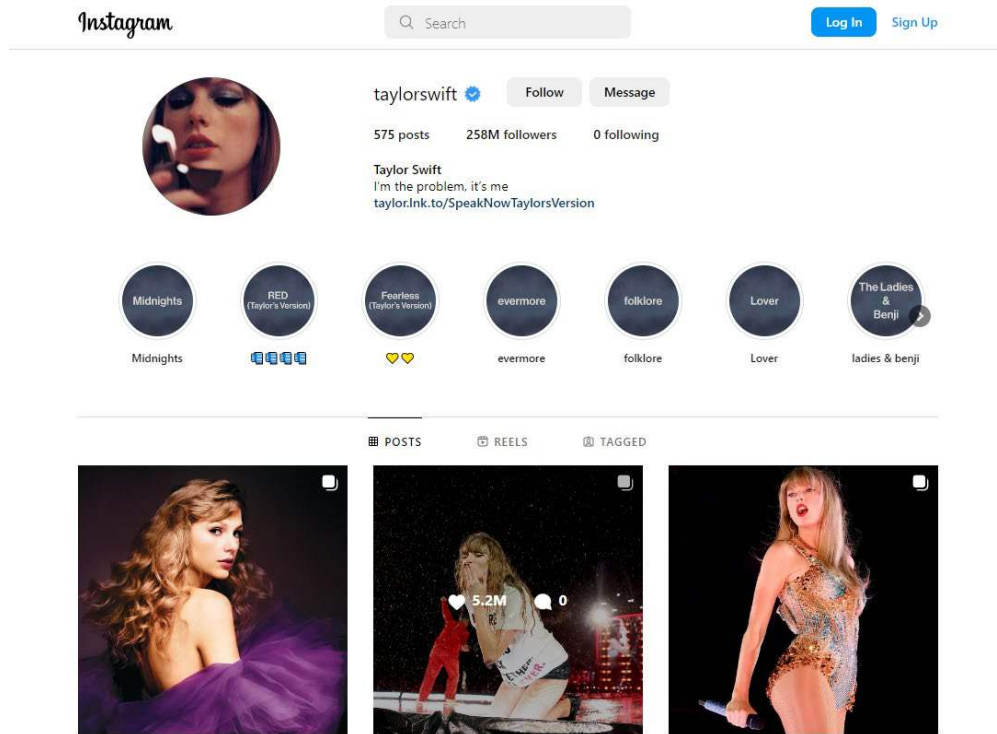 Instagram
Search
Log In
Sign Up
taylorswift
Follow
Message
575 posts
258M followers
0 following
Taylor Swift
I'm the problem, it's me
taylor.lnk.to/SpeakNowTaylorsVersion
Midnights
RED
(Taylor's Version)
Fearless
(Taylor's Version)
evermore
folklore
Lover
The Ladies
&
Benji
Midnights
evermore
folklore
Lover
ladies & benji
POSTS
REELS
TAGGED
5.2M
0